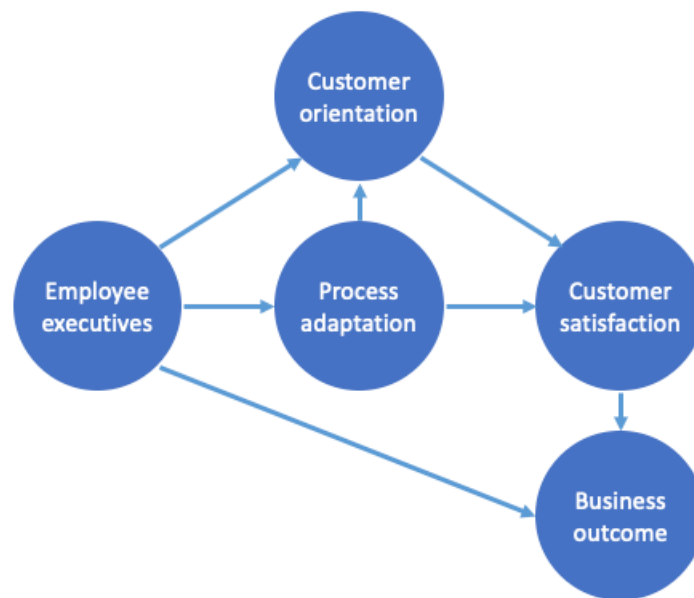 Customer
orientation
Employee
executives
Process
adaptation
Customer
satisfaction
Business
outcome